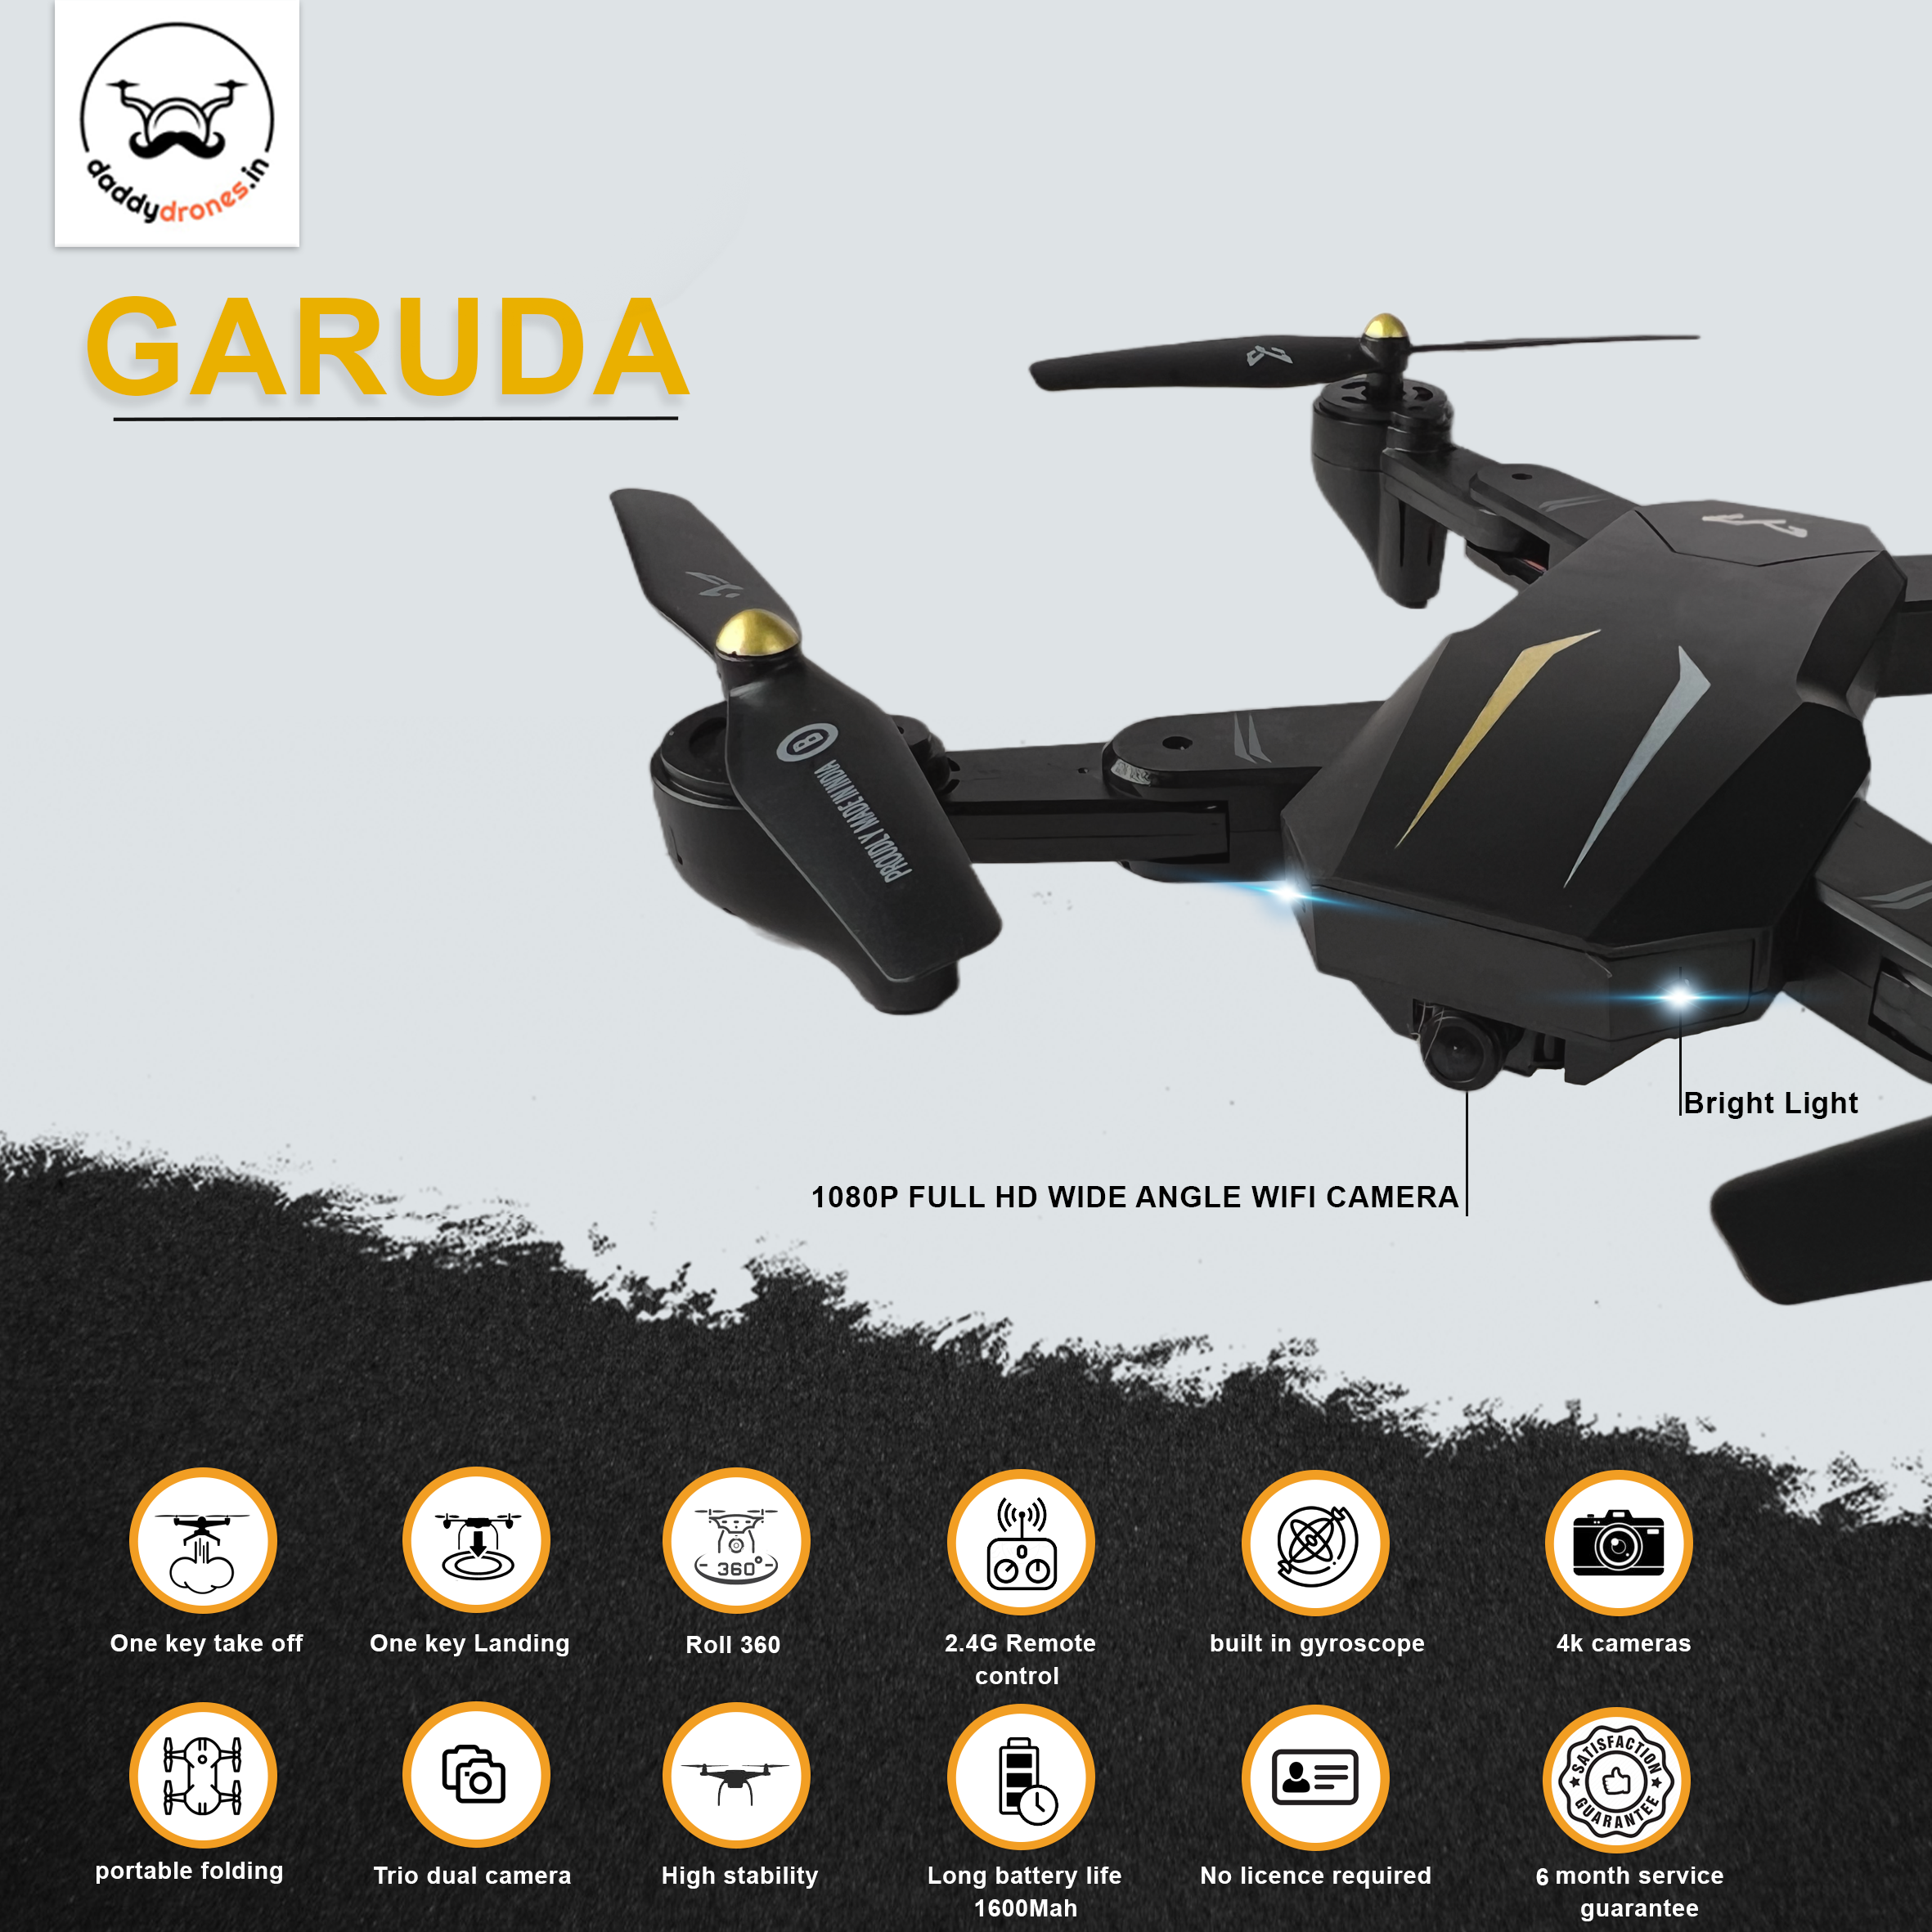 daddydrones.in
GARUDA
B
PROUDLY MADE IN INDIA
Bright Light
1080P FULL HD WIDE ANGLE WIFI CAMERA
360°
One key take off
One key Landing
Roll 360
2.4G Remote
control
built in gyroscope
4k cameras
SATISFACTION
GUARANTEE
portable folding
Trio dual camera
High stability
Long battery life
1600Mah
No licence required
6 month service
guarantee